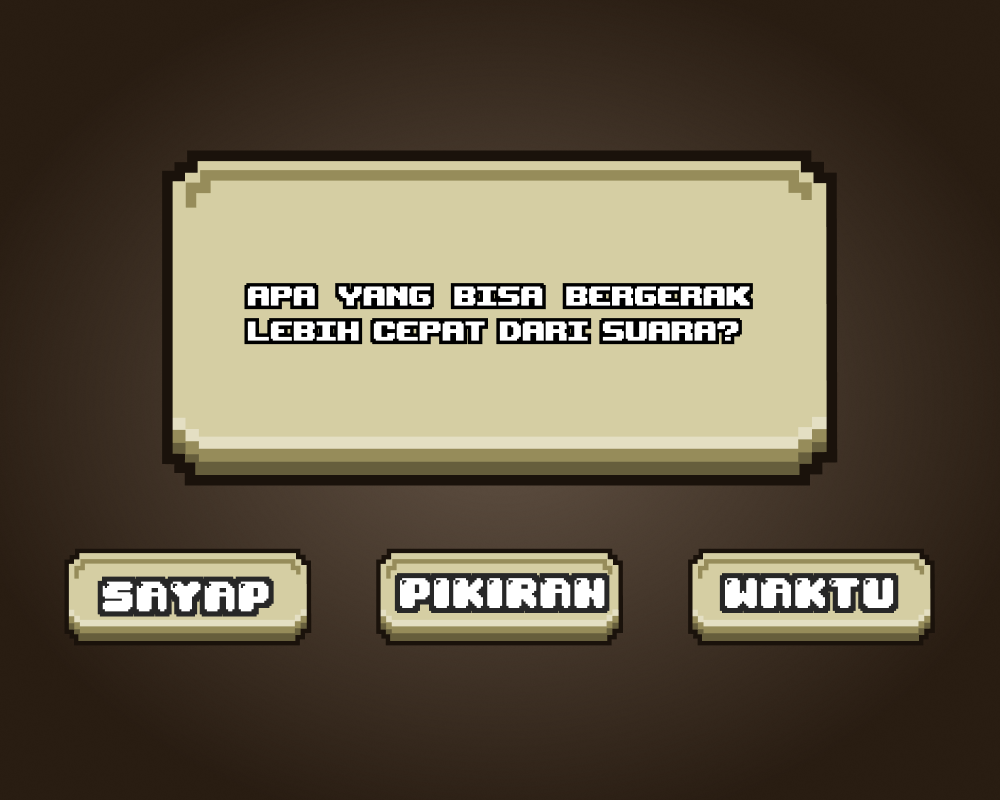 APA YANG BISA BERGERAK
LEBIH CEPAT DARI SUARA?
SAYAP
PIKIRAN
WAKTU